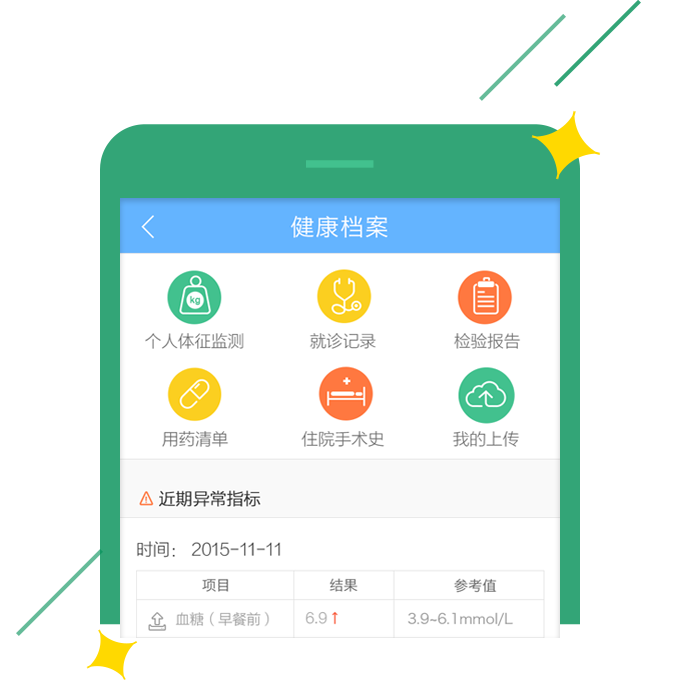 健康档案
kg
个人体征监测 就诊记录 检验报告
用药清单 住院手术史 我的上传
近期异常指标
时间： 2015-11-11
项目 结果 参考值
血糖（早餐前） 6.9↑ 3.9-6.1mmol/L